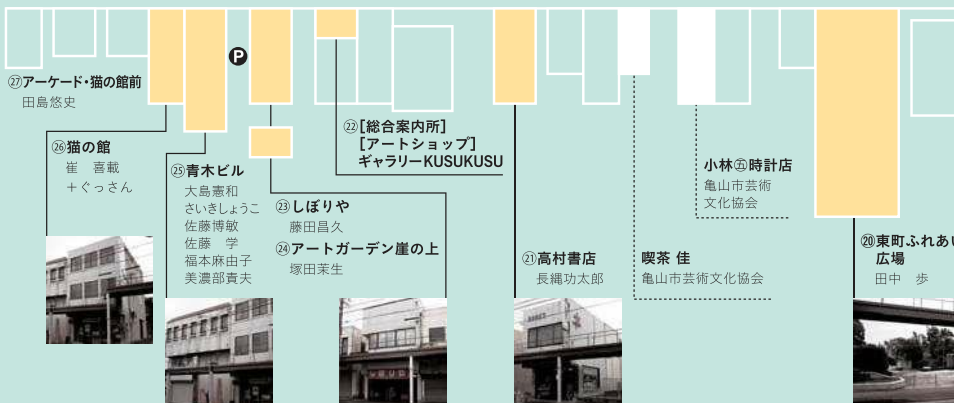 P
㉗アーケード・猫の館前
田島悠史
㉖猫の館
崔　喜載
＋ぐっさん
㉕青木ビル
大島憲和
さいきしょうこ
佐藤博敏
佐藤　学
福本麻由子
美濃部貴夫
㉓しぼりや
藤田昌久
㉔アートガーデン崖の上
塚田茉生
㉒［総合案内所］
［アートショップ］
ギャラリーKUSUKUSU
㉑高村書店
長縄功太郎
喫茶 佳
亀山市芸術文化協会
小林㊄時計店
亀山市芸術
文化協会
⑳東町ふれあい
広場
田中　歩